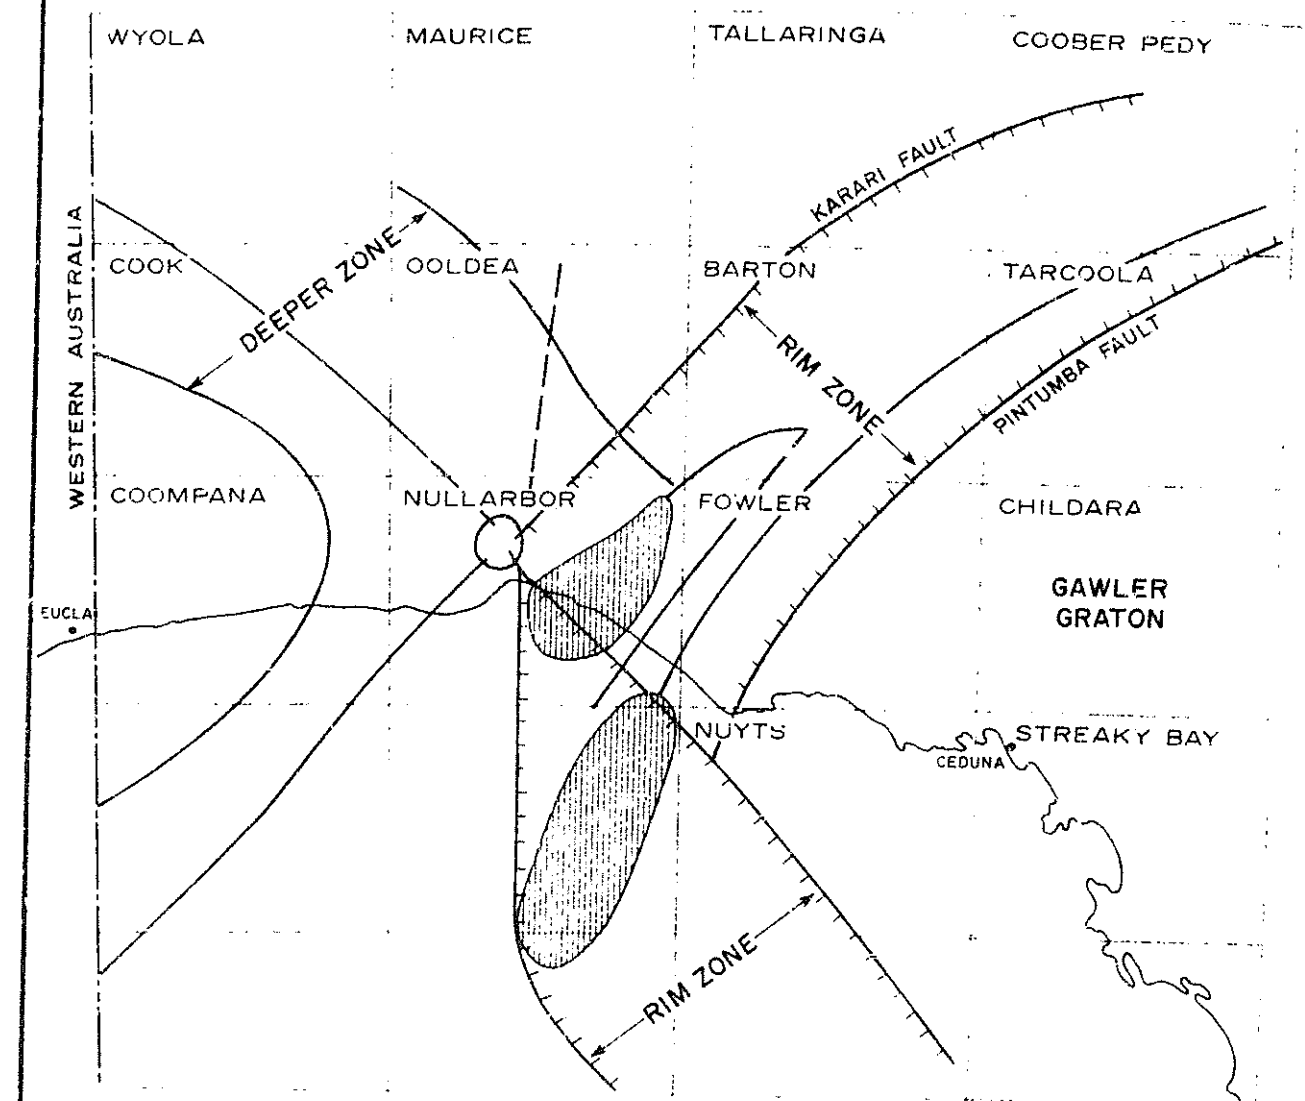 WYOLA
MAURICE
TALLARINGA
COOBER PEDY
KARARI FAULT
WESTERN AUSTRALIA
DEEPER ZONE
COOK
OOLDEA
BARTON
TARCOOLA
RIM ZONE
PINTUMBA FAULT
COOMPANA
NULLARBOR
FOWLER
CHILDARA
GAWLER
GRATON
EUCLA
NUYTS
STREAKY BAY
CEDUNA
RIM ZONE